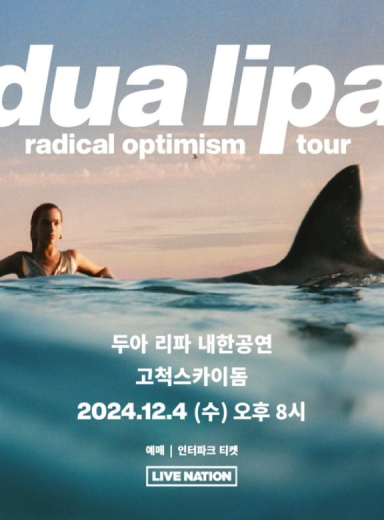 dua lipa
radical optimism tour
두아 리파 내한공연
고척스카이돔
2024.12.4 (수) 오후 8시
예매 | 인터파크 티켓
LIVE NATION